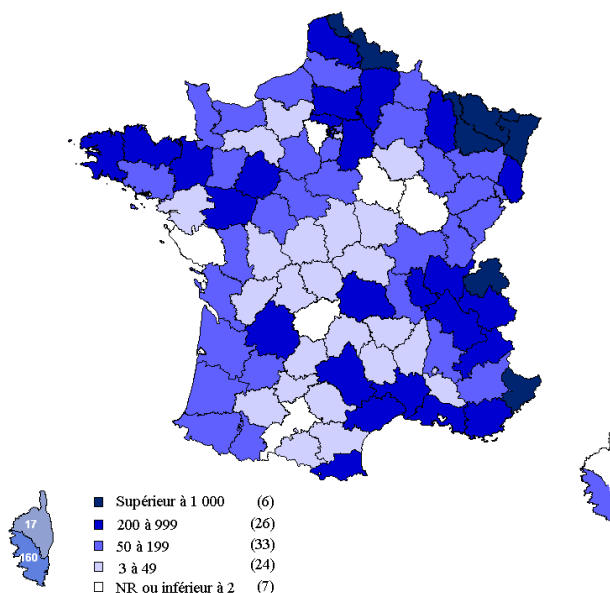 17
160
Supérieur à 1 000 (6)
200 à 999 (26)
50 à 199 (33)
3 à 49 (24)
NR ou inférieur à 2 (7)